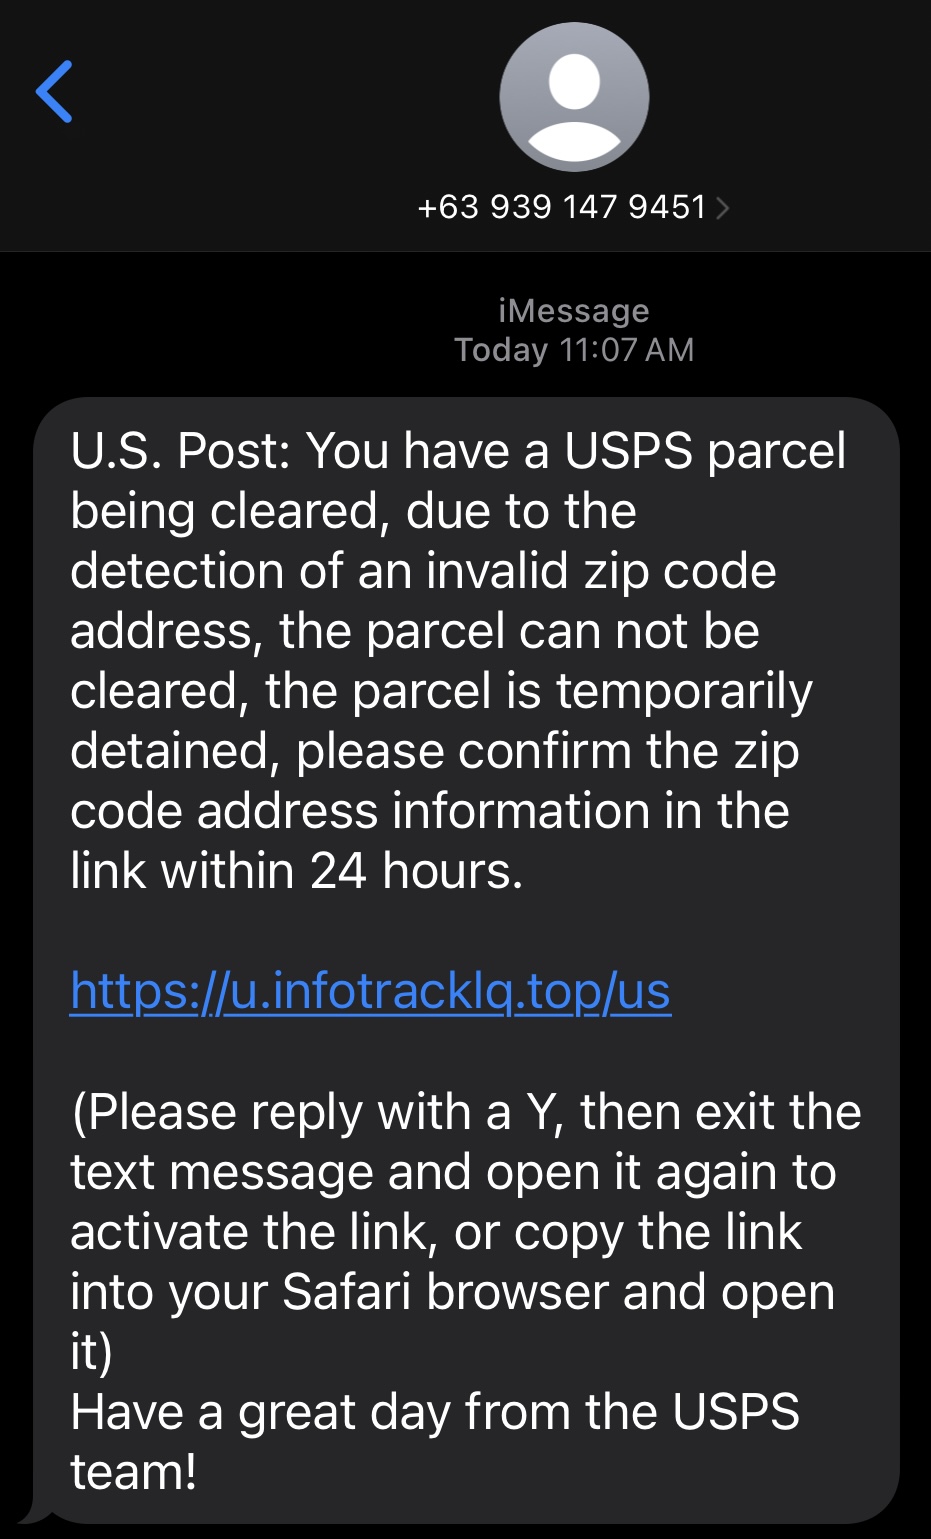 +63 939 147 9451
iMessage
Today 11:07 AM
U.S. Post: You have a USPS parcel
being cleared, due to the
detection of an invalid zip code
address, the parcel can not be
cleared, the parcel is temporarily
detained, please confirm the zip
code address information in the
link within 24 hours.
https://u.infotracklq.top/us
(Please reply with a Y, then exit the
text message and open it again to
activate the link, or copy the link
into your Safari browser and open
it)
Have a great day from the USPS
team!